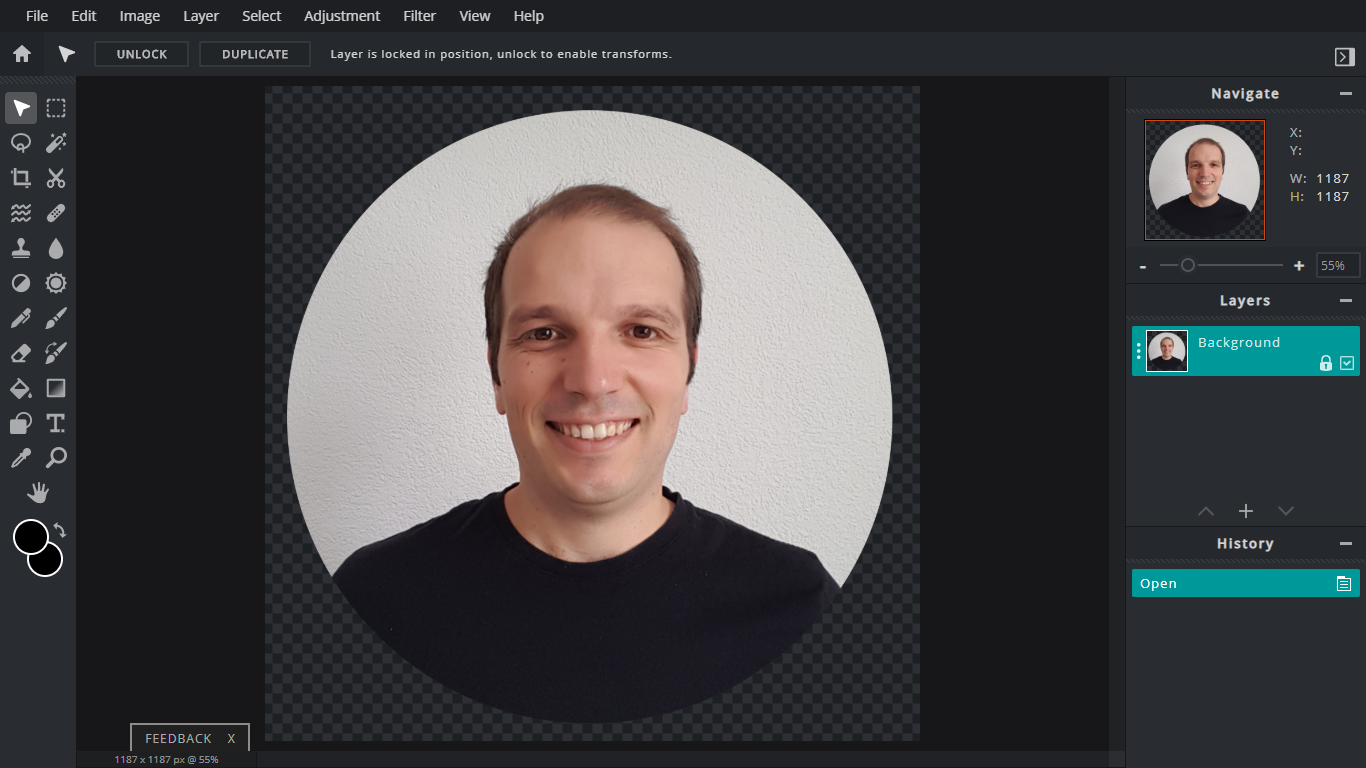 File Edit Image Layer Select Adjustment Filter View Help
UNLOCK DUPLICATE Layer is locked in position, unlock to enable transforms.
Navigate
X:
Y:
W: 1187
H: 1187
- + 55%
Layers
Background
History
Open
FEEDBACK X
1187 x 1187 px @ 55%